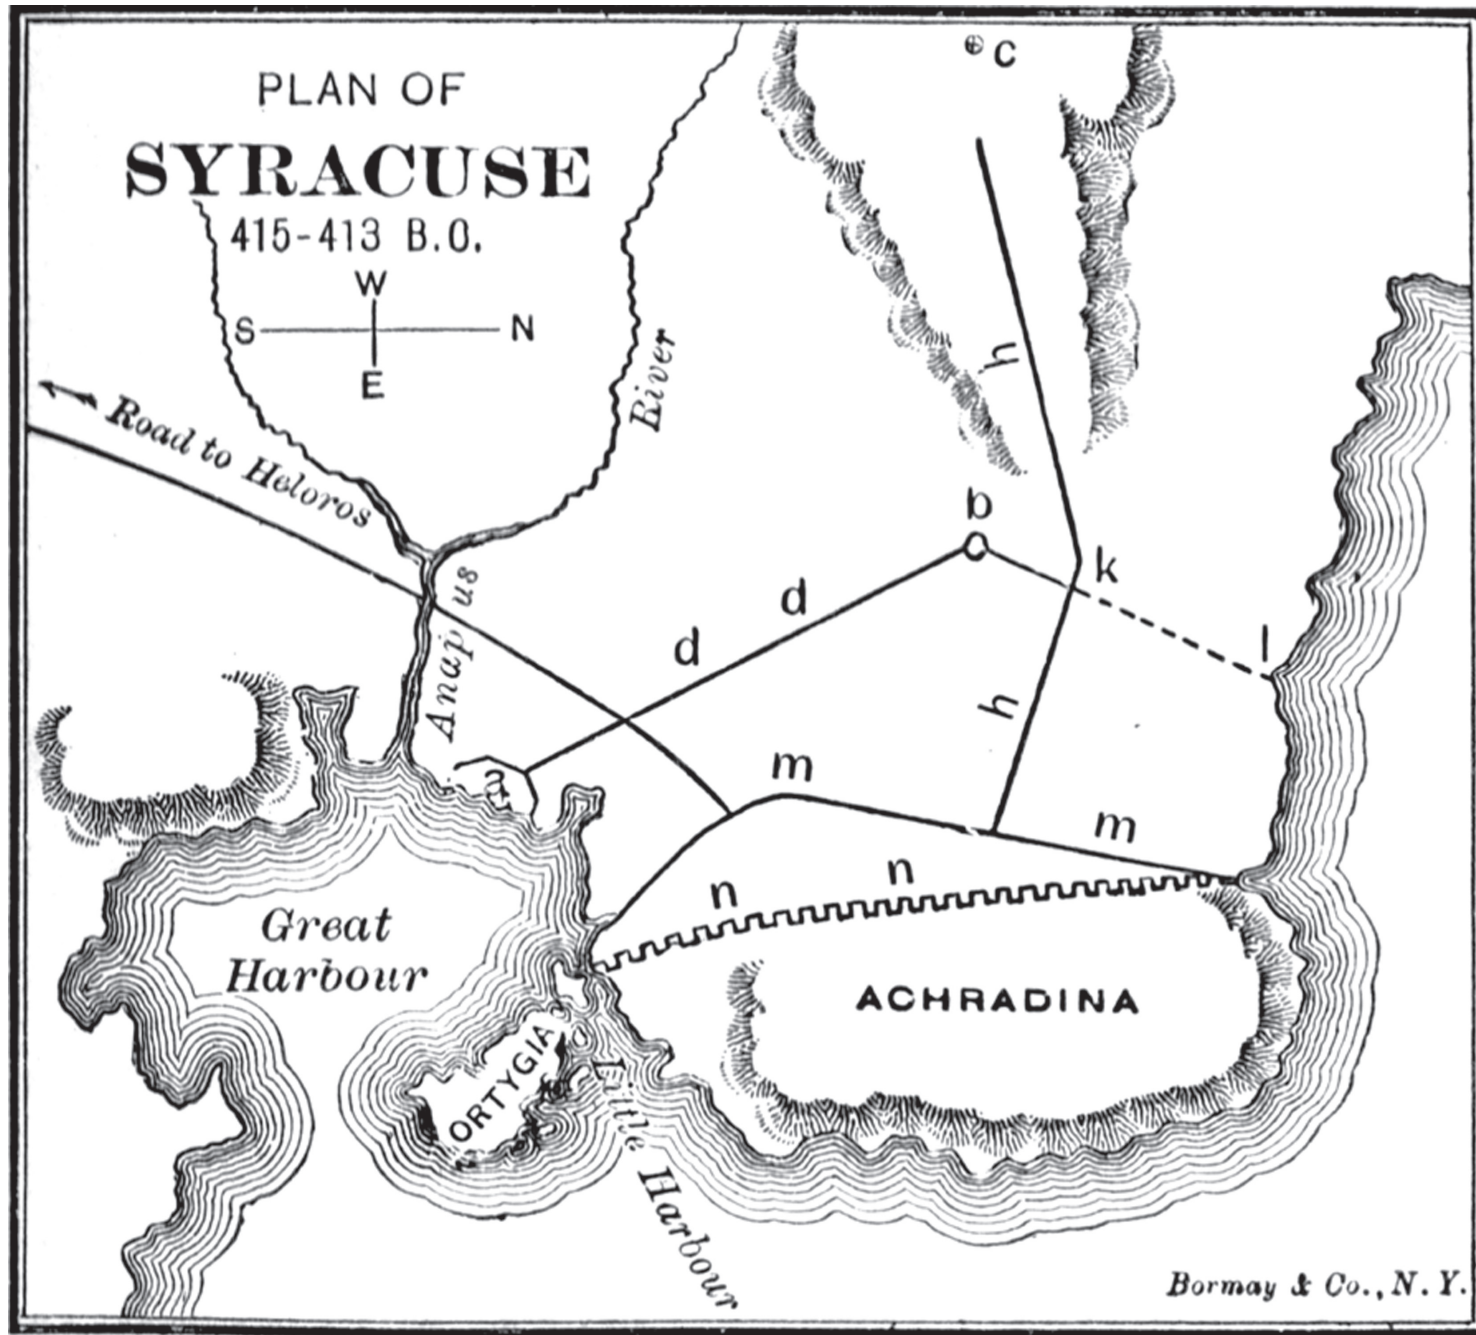 PLAN OF
SYRACUSE
415-413 B.C.
W
S N
E
c
Road to Heloros
River
h
b
k
d
d
l
Anapus
h
a
m
m
n
n
Great
Harbour
ACHRADINA
ORTYGIA
Little Harbour
Bormay & Co., N. Y.